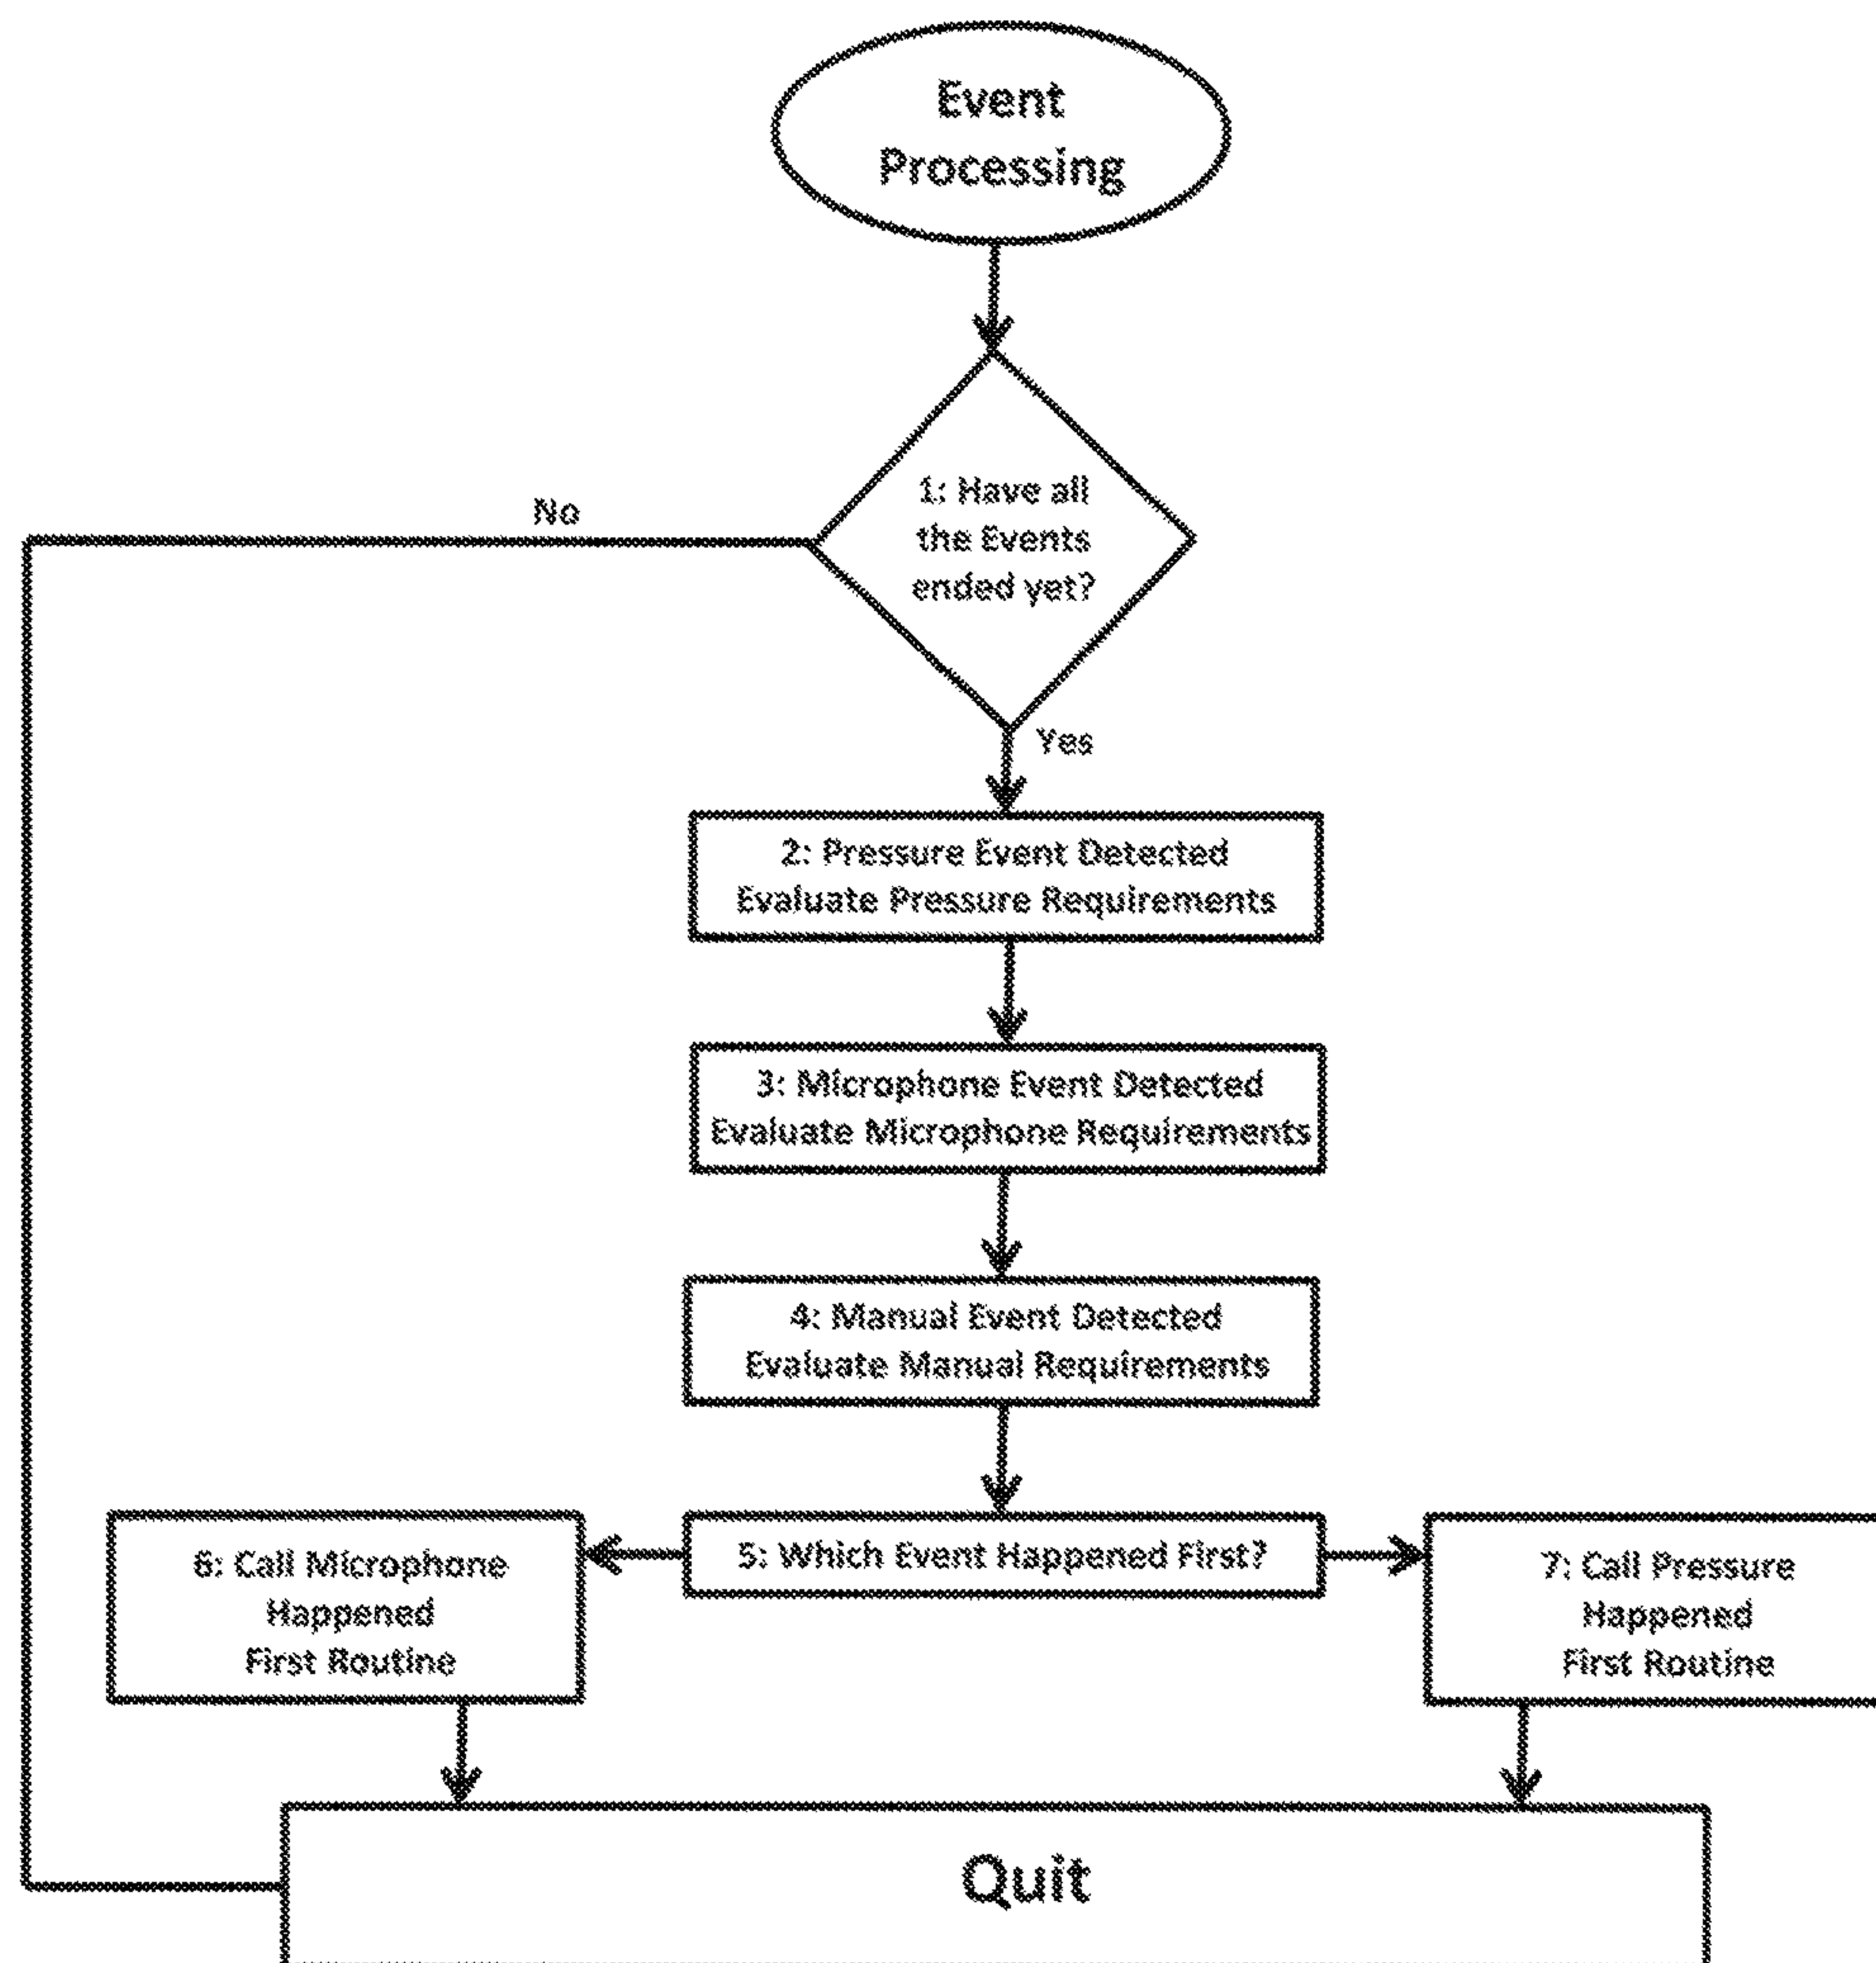 Event
Processing
1: Have all
the Events
ended yet?
No
Yes
2: Pressure Event Detected
Evaluate Pressure Requirements
3: Microphone Event Detected
Evaluate Microphone Requirements
4: Manual Event Detected
Evaluate Manual Requirements
5: Which Event Happened First?
6: Call Microphone
Happened
First Routine
7: Call Pressure
Happened
First Routine
Quit